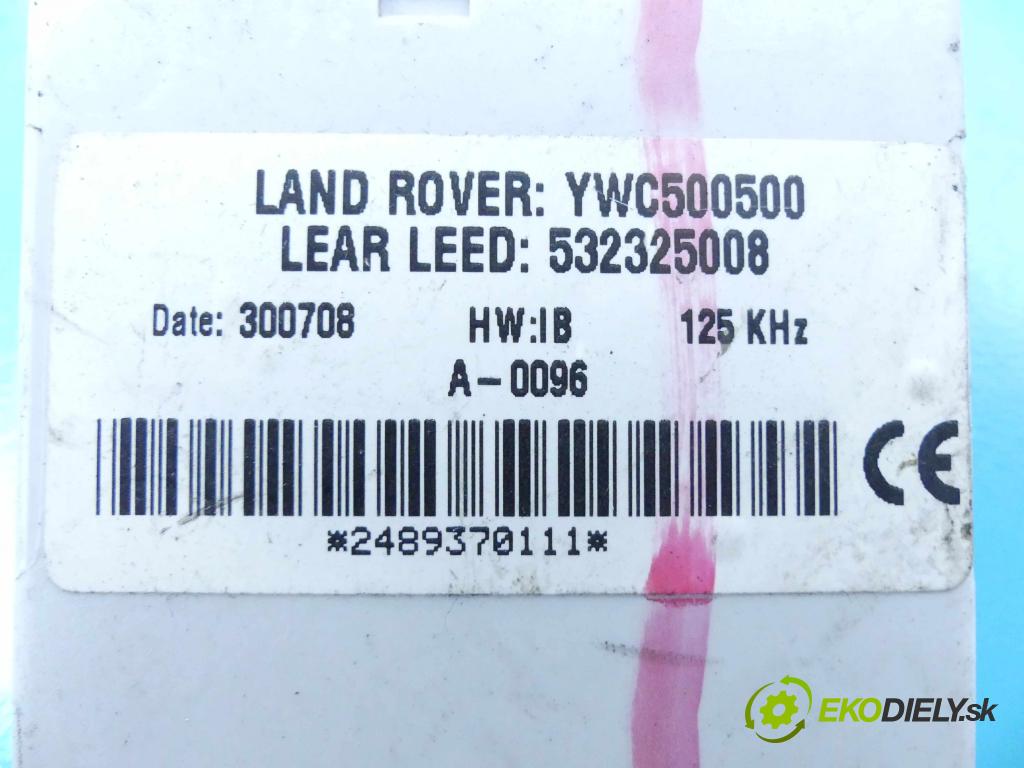 LAND ROVER: YWC500500
LEAR LEED: 532325008
Date: 300708 HW:IB 125 KHz
A-0096
*2489370111*
CE
EKODIELY.sk